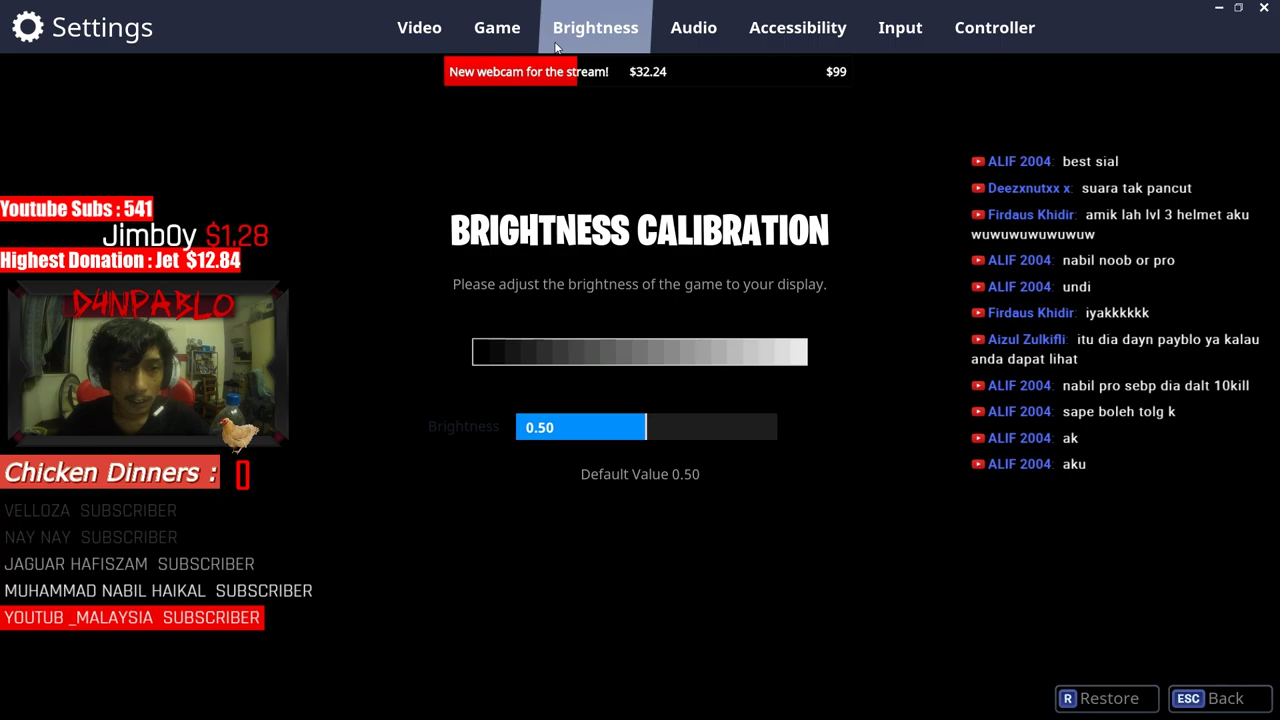 Settings
Video
Game
Brightness
Audio
Accessibility
Input
Controller
New webcam for the stream! $32.24 $99
Youtube Subs : 541
Jimb0y $1.28
Highest Donation : Jet $12.84
D4NPABLO
Chicken Dinners : 0
VELLOZA SUBSCRIBER
NAY NAY SUBSCRIBER
JAGUAR HAFISZAM SUBSCRIBER
MUHAMMAD NABIL HAIKAL SUBSCRIBER
YOUTUB _MALAYSIA SUBSCRIBER
BRIGHTNESS CALIBRATION
Please adjust the brightness of the game to your display.
Brightness 0.50
Default Value 0.50
ALIF 2004: best sial
Deezxnutxx x: suara tak pancut
Firdaus Khidir: amik lah lvl 3 helmet aku
wuwuwuwuwuwuw
ALIF 2004: nabil noob or pro
ALIF 2004: undi
Firdaus Khidir: iyakkkkkk
Aizul Zulkifli: itu dia dayn payblo ya kalau
anda dapat lihat
ALIF 2004: nabil pro sebp dia dalt 10kill
ALIF 2004: sape boleh tolg k
ALIF 2004: ak
ALIF 2004: aku
R Restore
ESC Back